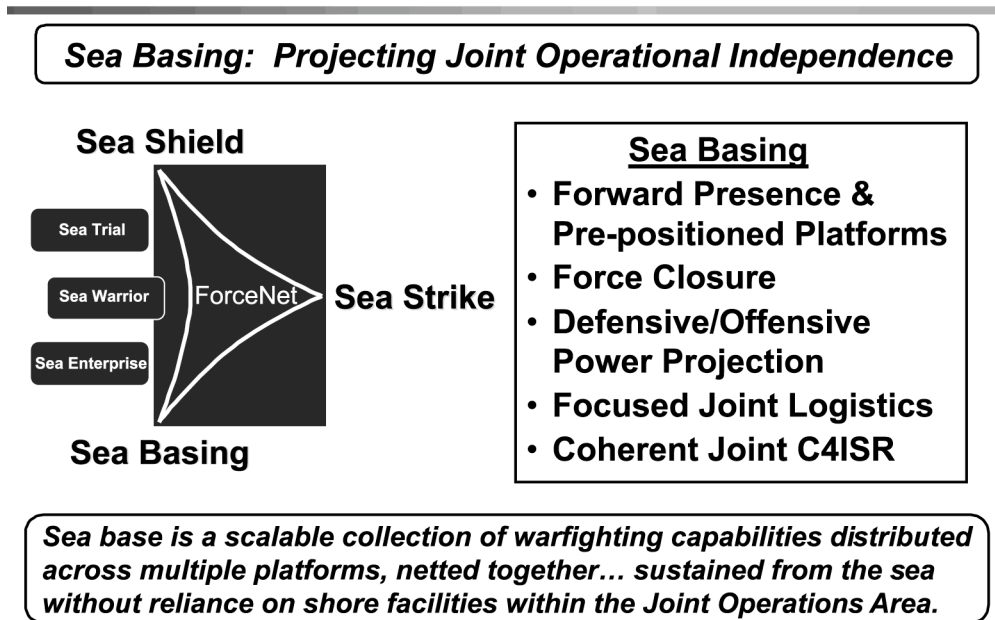 Sea Basing:  Projecting Joint Operational Independence
Sea Shield
Sea Trial
Sea Warrior
ForceNet
Sea Strike
Sea Enterprise
Sea Basing
Sea Basing
• Forward Presence &
Pre-positioned Platforms
• Force Closure
• Defensive/Offensive
Power Projection
• Focused Joint Logistics
• Coherent Joint C4ISR
Sea base is a scalable collection of warfighting capabilities distributed
across multiple platforms, netted together… sustained from the sea
without reliance on shore facilities within the Joint Operations Area.